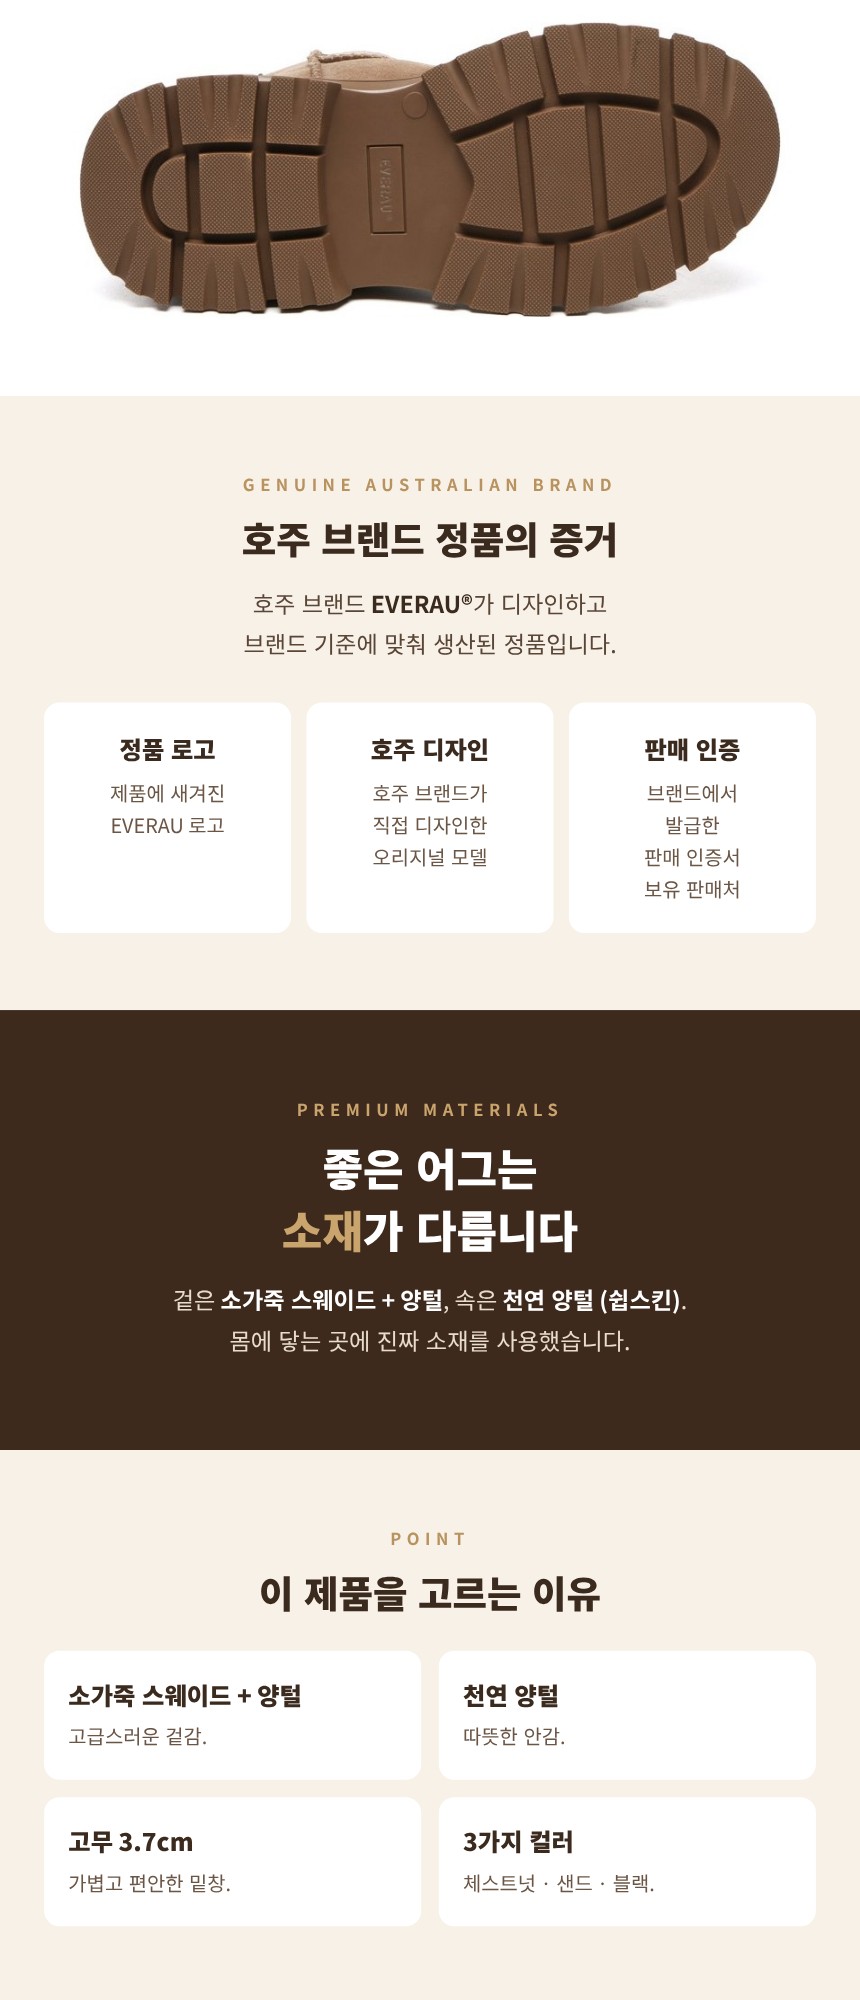 EVERAU®
GENUINE AUSTRALIAN BRAND
호주 브랜드 정품의 증거
호주 브랜드 EVERAU®가 디자인하고
브랜드 기준에 맞춰 생산된 정품입니다.
정품 로고
제품에 새겨진
EVERAU 로고
호주 디자인
호주 브랜드가
직접 디자인한
오리지널 모델
판매 인증
브랜드에서
발급한
판매 인증서
보유 판매처
PREMIUM MATERIALS
좋은 어그는
소재가 다릅니다
겉은 소가죽 스웨이드 + 양털, 속은 천연 양털 (쉽스킨).
몸에 닿는 곳에 진짜 소재를 사용했습니다.
POINT
이 제품을 고르는 이유
소가죽 스웨이드 + 양털
고급스러운 겉감.
천연 양털
따뜻한 안감.
고무 3.7cm
가볍고 편안한 밑창.
3가지 컬러
체스트넛 · 샌드 · 블랙.